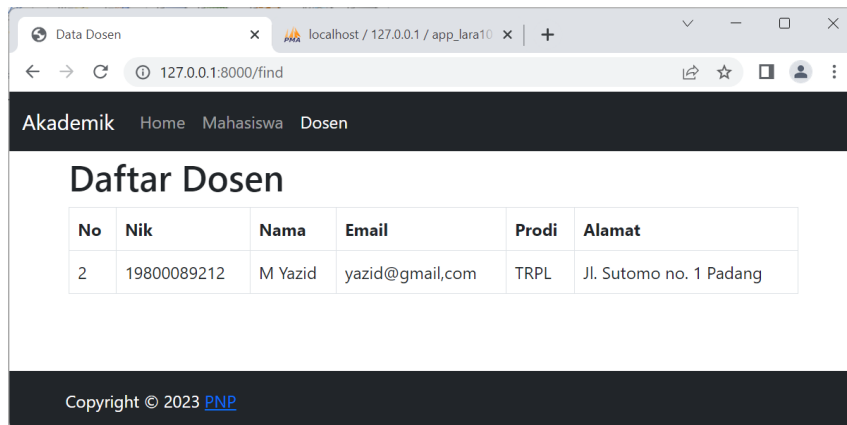 Data Dosen
PMA localhost / 127.0.0.1 / app_lara10
127.0.0.1:8000/find
Akademik Home Mahasiswa Dosen
Daftar Dosen
No Nik Nama Email Prodi Alamat
2 19800089212 M Yazid yazid@gmail,com TRPL Jl. Sutomo no. 1 Padang
Copyright © 2023 PNP